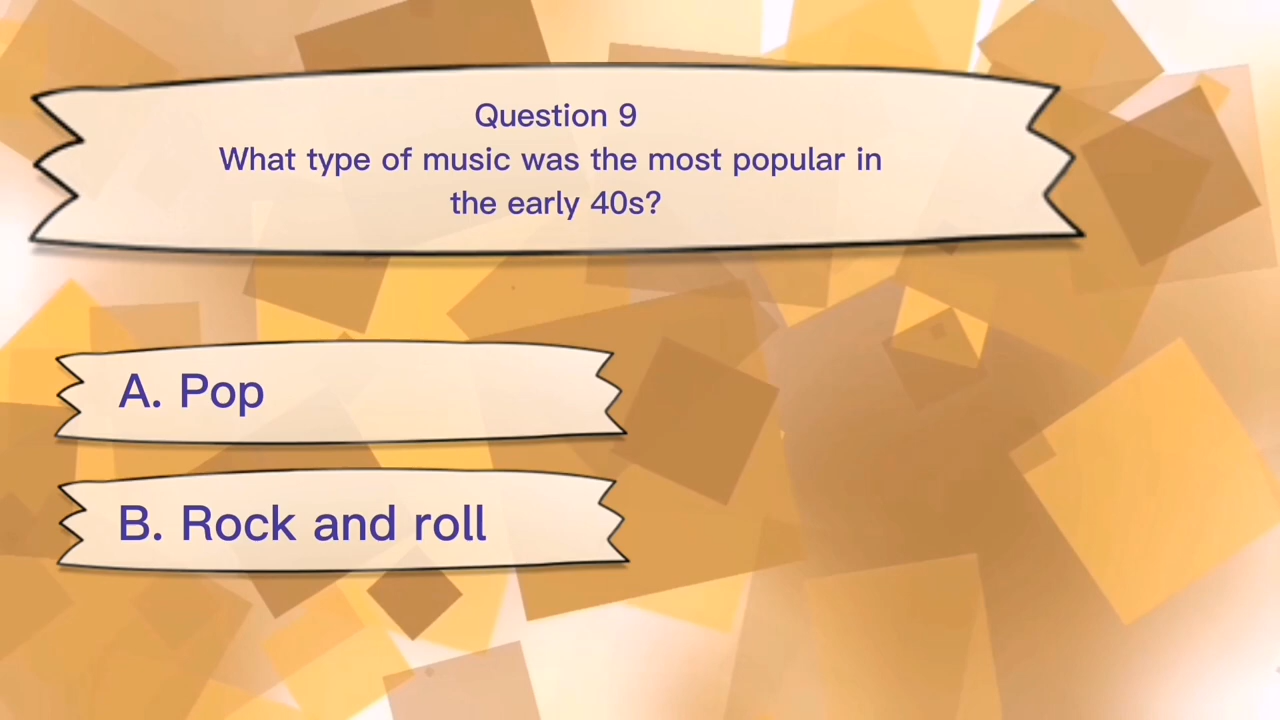 Question 9
What type of music was the most popular in
the early 40s?
A. Pop
B. Rock and roll